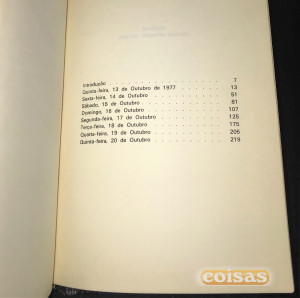 Introdução . . . . . . . . . . . . . . . 7
Quinta-feira, 13 de Outubro de 1977 . . . . 13
Sexta-feira, 14 de Outubro . . . . . . . . . 51
Sábado, 15 de Outubro . . . . . . . . . . . 81
Domingo, 16 de Outubro . . . . . . . . . . 107
Segunda-feira, 17 de Outubro . . . . . . . 125
Terça-feira, 18 de Outubro . . . . . . . . . 175
Quarta-feira, 19 de Outubro . . . . . . . . 205
Quinta-feira, 20 de Outubro . . . . . . . . 219
coisas